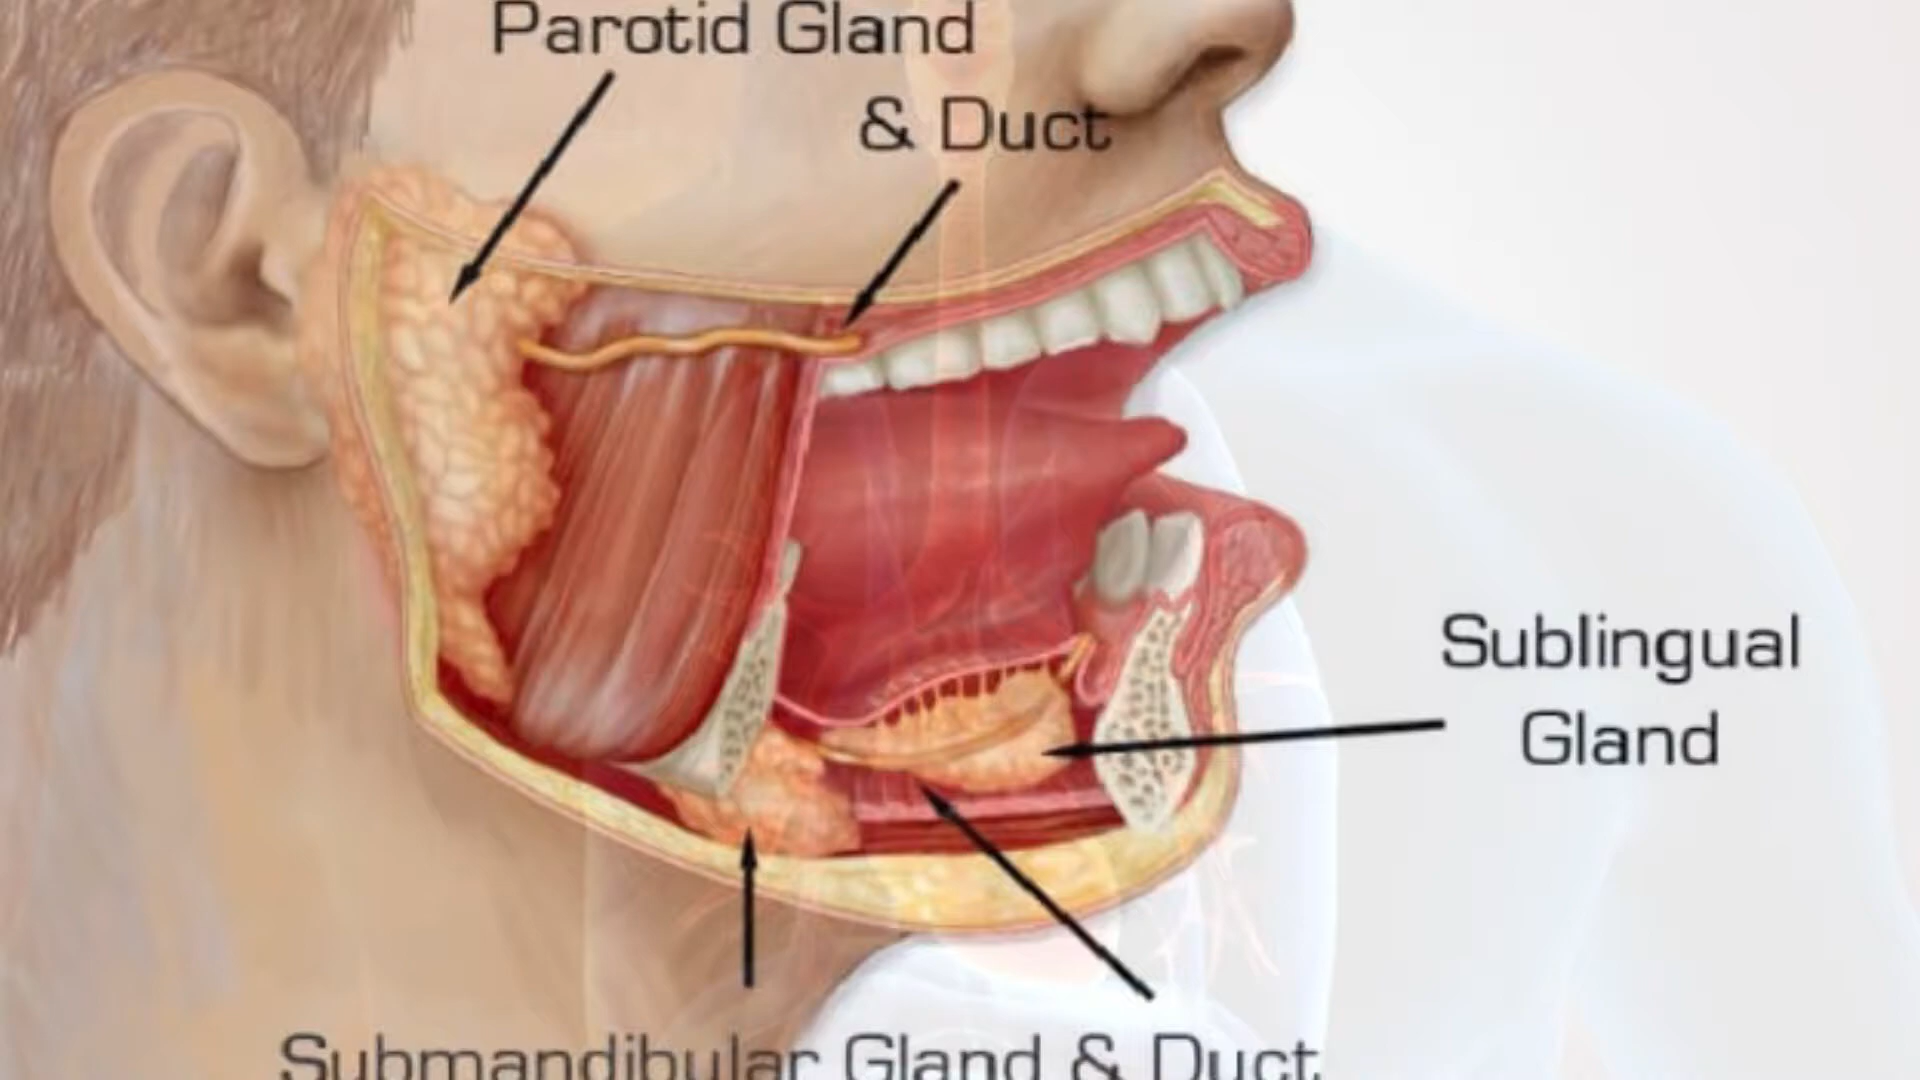 Parotid Gland
& Duct
Sublingual
Gland
Submandibular Gland & Duct